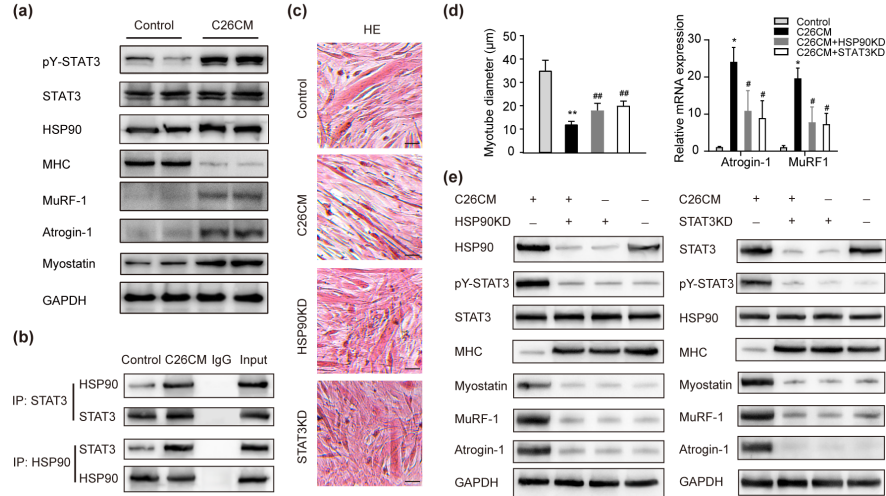 (a)
Control C26CM
pY-STAT3
STAT3
HSP90
MHC
MuRF-1
Atrogin-1
Myostatin
GAPDH
(b)
Control C26CM IgG Input
IP: STAT3
HSP90
STAT3
IP: HSP90
STAT3
HSP90
(c)
HE
Control
C26CM
HSP90KD
STAT3KD
(d)
Myotube diameter (μm)
50
40
30
20
10
0
** ## ##
Control
C26CM
C26CM+HSP90KD
C26CM+STAT3KD
Relative mRNA expression
30
25
20
15
10
5
0
* # # * # #
Atrogin-1 MuRF1
(e)
C26CM + + – –
HSP90KD – + + –
HSP90
pY-STAT3
STAT3
MHC
Myostatin
MuRF-1
Atrogin-1
GAPDH
C26CM + + – –
STAT3KD – + + –
STAT3
pY-STAT3
HSP90
MHC
Myostatin
MuRF-1
Atrogin-1
GAPDH